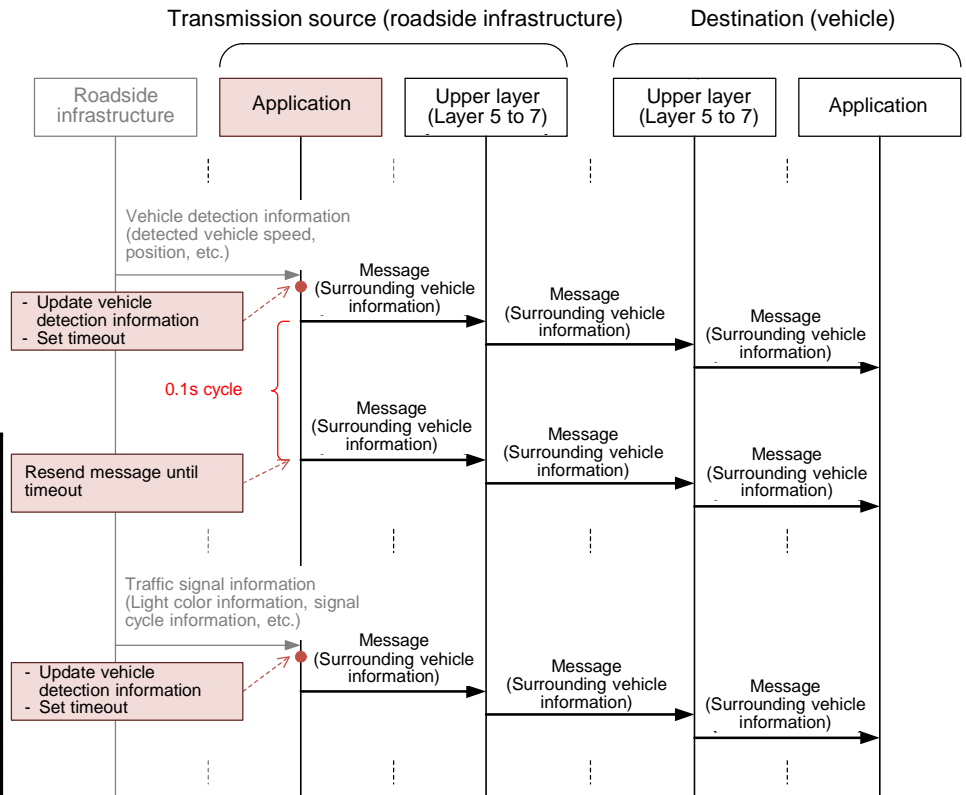 Transmission source (roadside infrastructure)
Destination (vehicle)
Roadside
infrastructure
Application
Upper layer
(Layer 5 to 7)
Upper layer
(Layer 5 to 7)
Application
Vehicle detection information
(detected vehicle speed,
position, etc.)
- Update vehicle
detection information
- Set timeout
Message
(Surrounding vehicle
information)
Message
(Surrounding vehicle
information)
Message
(Surrounding vehicle
information)
0.1s cycle
Resend message until
timeout
Message
(Surrounding vehicle
information)
Message
(Surrounding vehicle
information)
Message
(Surrounding vehicle
information)
Traffic signal information
(Light color information, signal
cycle information, etc.)
- Update vehicle
detection information
- Set timeout
Message
(Surrounding vehicle
information)
Message
(Surrounding vehicle
information)
Message
(Surrounding vehicle
information)